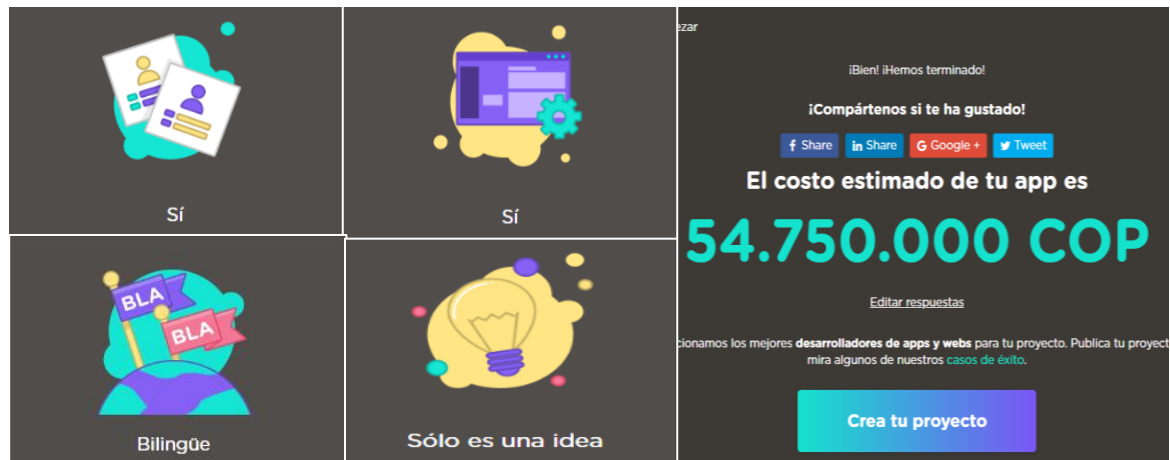 Sí
Sí
BLA
BLA
Bilingüe
Sólo es una idea
ezar
¡Bien! ¡Hemos terminado!
¡Compártenos si te ha gustado!
f Share
in Share
G Google +
Tweet
El costo estimado de tu app es
54.750.000 COP
Editar respuestas
cionamos los mejores desarrolladores de apps y webs para tu proyecto. Publica tu proyect
mira algunos de nuestros casos de éxito.
Crea tu proyecto